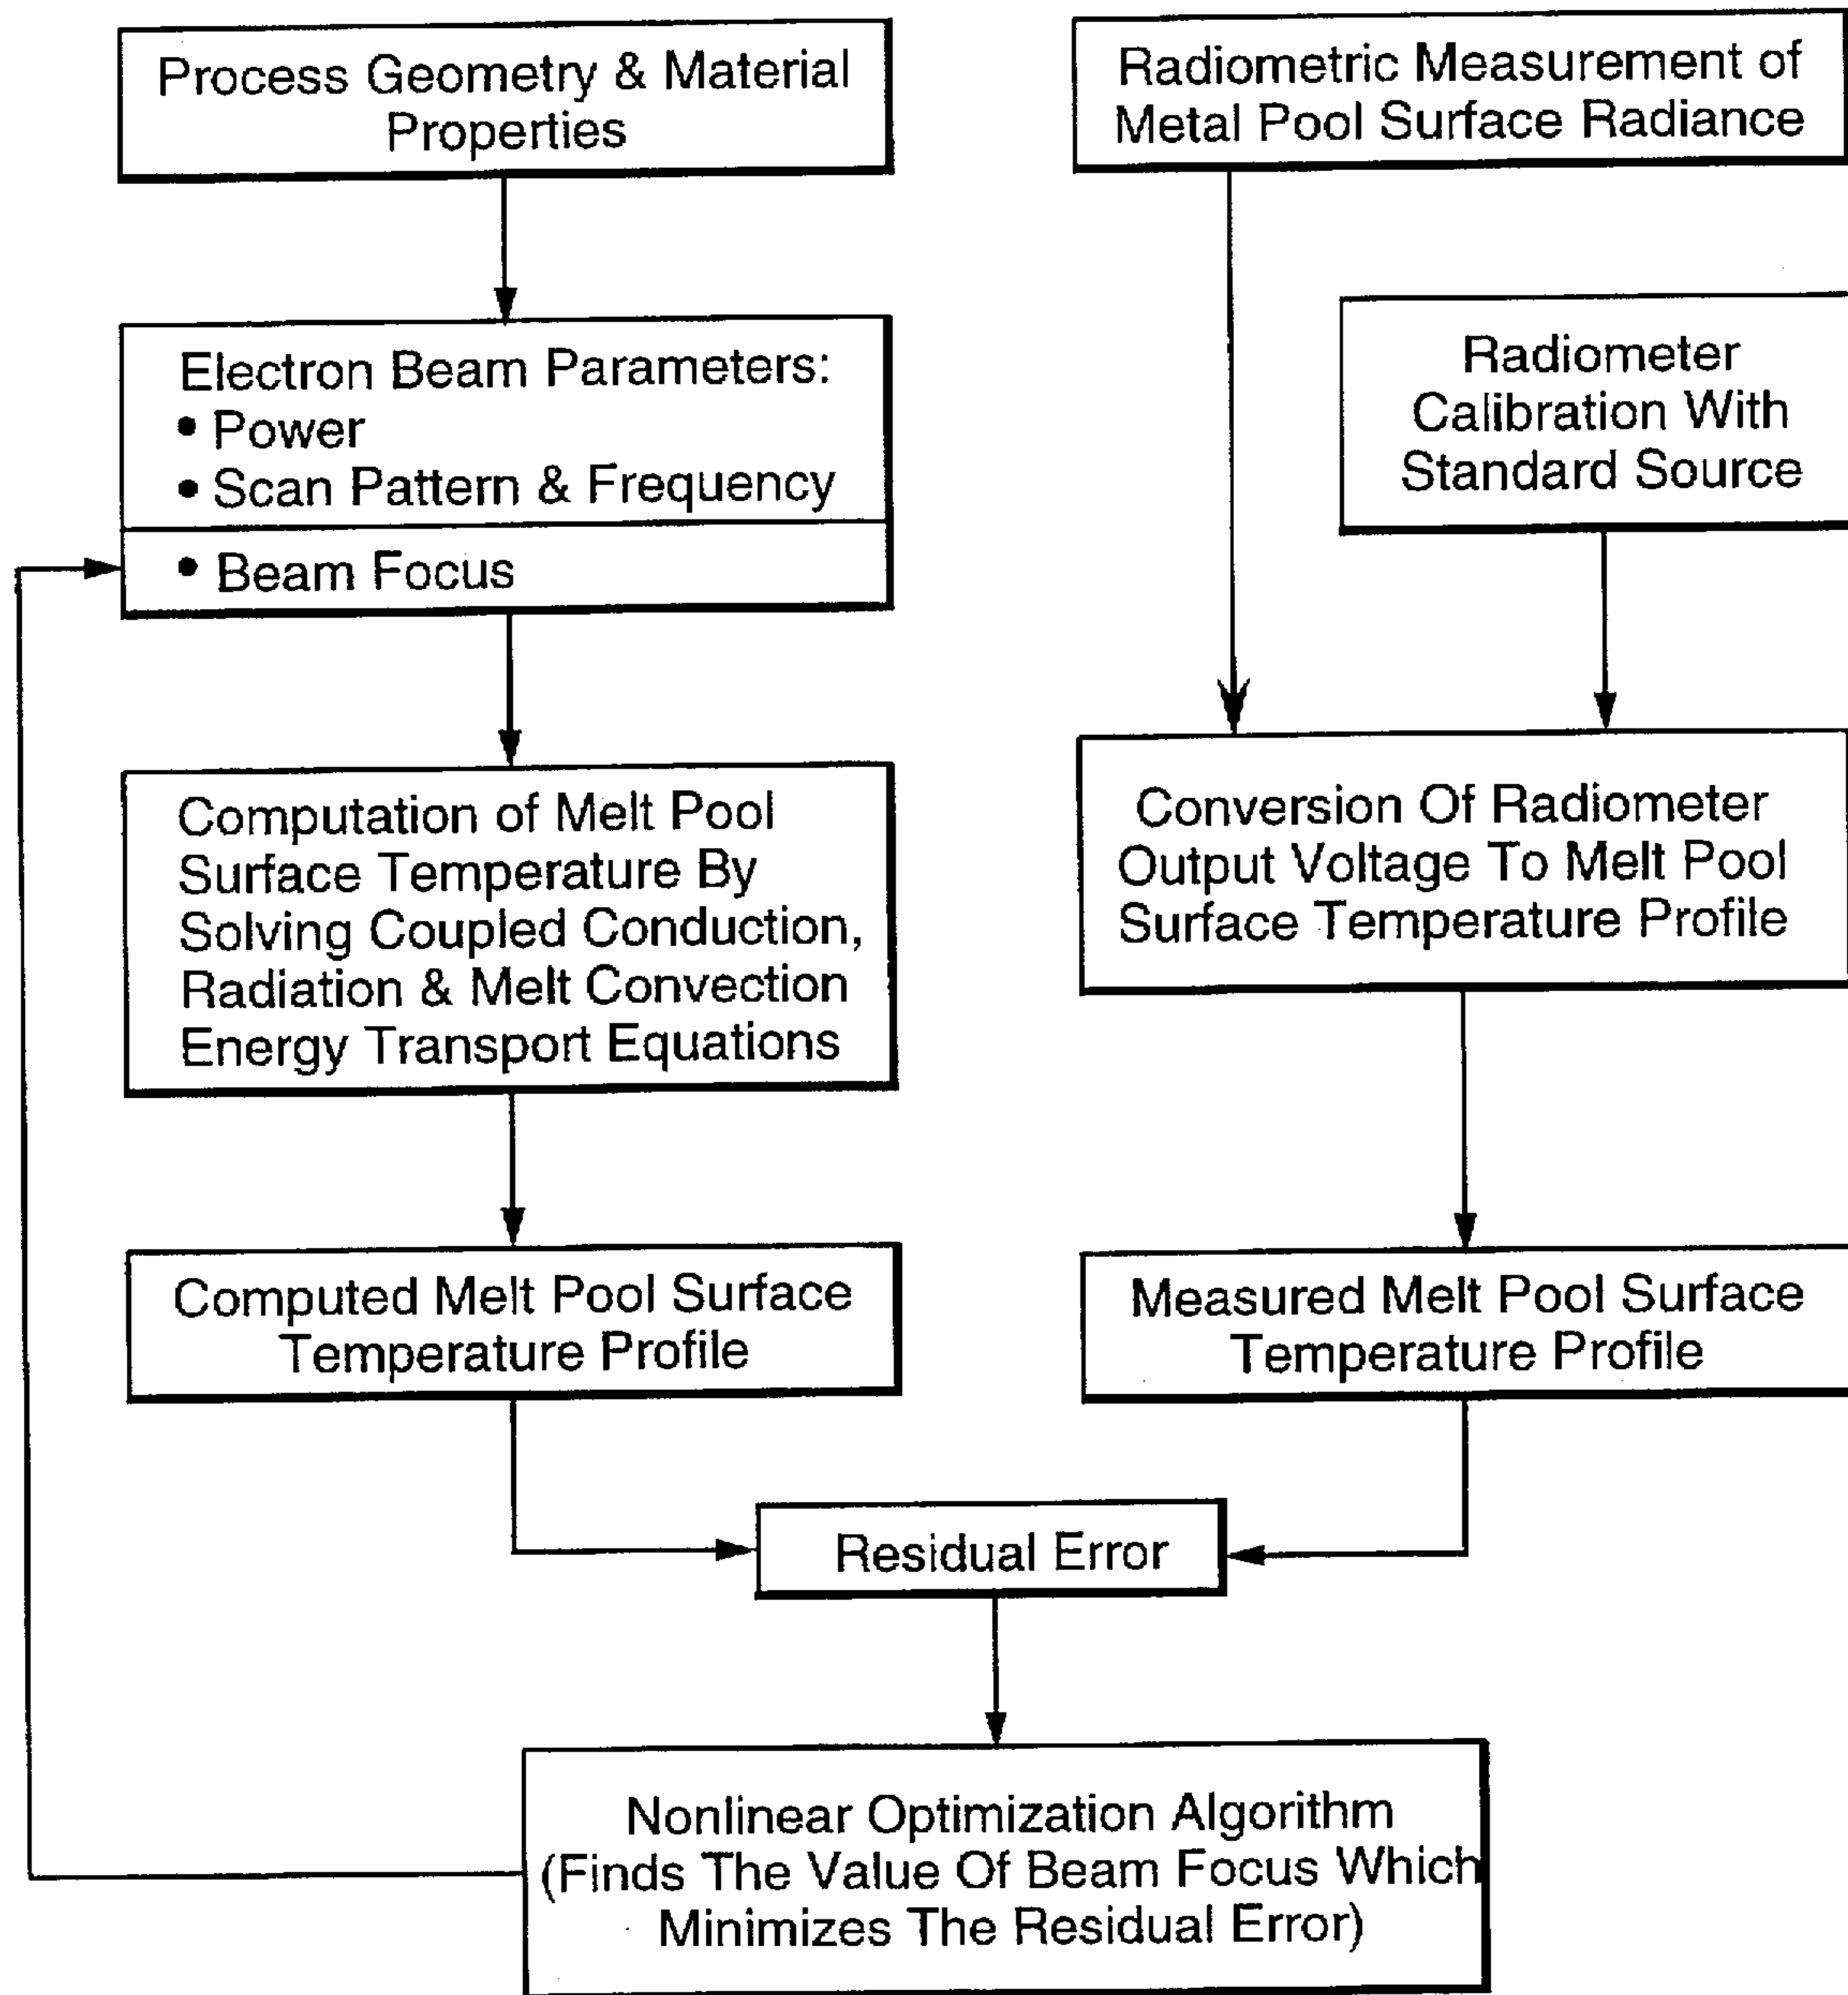 Process Geometry & Material
Properties
Radiometric Measurement of
Metal Pool Surface Radiance
Electron Beam Parameters:
• Power
• Scan Pattern & Frequency
• Beam Focus
Radiometer
Calibration With
Standard Source
Computation of Melt Pool
Surface Temperature By
Solving Coupled Conduction,
Radiation & Melt Convection
Energy Transport Equations
Conversion Of Radiometer
Output Voltage To Melt Pool
Surface Temperature Profile
Computed Melt Pool Surface
Temperature Profile
Measured Melt Pool Surface
Temperature Profile
Residual Error
Nonlinear Optimization Algorithm
(Finds The Value Of Beam Focus Which
Minimizes The Residual Error)